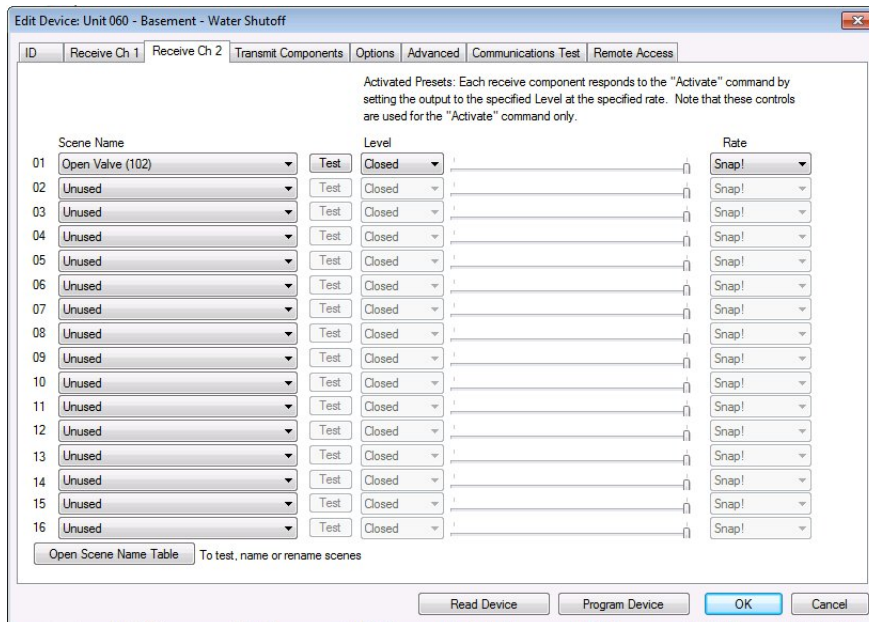 Edit Device: Unit 060 - Basement - Water Shutoff
ID Receive Ch 1 Receive Ch 2 Transmit Components Options Advanced Communications Test Remote Access
Activated Presets: Each receive component responds to the "Activate" command by
setting the output to the specified Level at the specified rate. Note that these controls
are used for the "Activate" command only.
Scene Name Level Rate
01 Open Valve (102) Test Closed Snap!
02 Unused Test Closed Snap!
03 Unused Test Closed Snap!
04 Unused Test Closed Snap!
05 Unused Test Closed Snap!
06 Unused Test Closed Snap!
07 Unused Test Closed Snap!
08 Unused Test Closed Snap!
09 Unused Test Closed Snap!
10 Unused Test Closed Snap!
11 Unused Test Closed Snap!
12 Unused Test Closed Snap!
13 Unused Test Closed Snap!
14 Unused Test Closed Snap!
15 Unused Test Closed Snap!
16 Unused Test Closed Snap!
Open Scene Name Table To test, name or rename scenes
Read Device Program Device OK Cancel